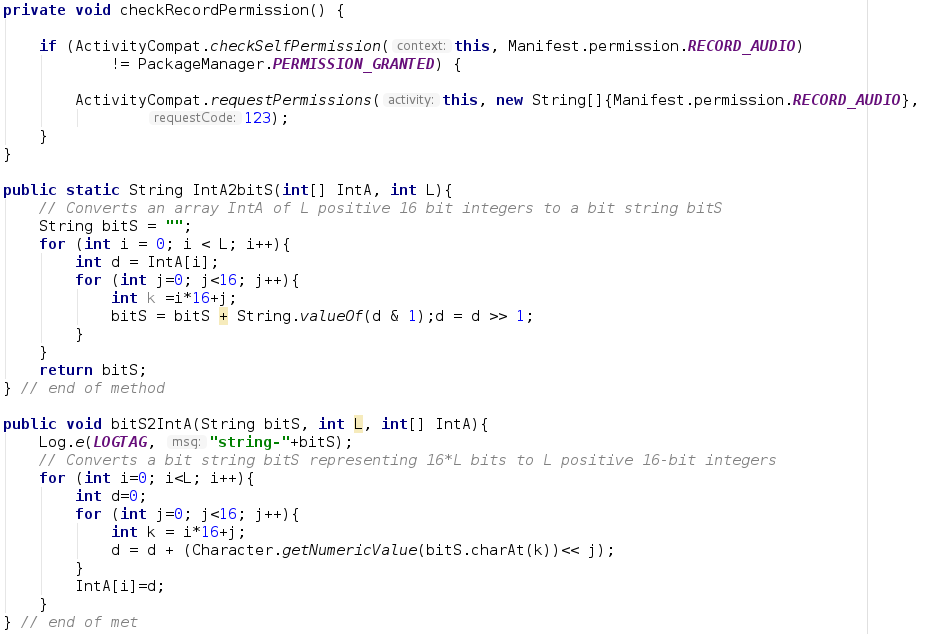 private void checkRecordPermission() {
if (ActivityCompat.checkSelfPermission( context: this, Manifest.permission.RECORD_AUDIO)
!= PackageManager.PERMISSION_GRANTED) {
ActivityCompat.requestPermissions( activity: this, new String[]{Manifest.permission.RECORD_AUDIO},
requestCode: 123);
}
}
public static String IntA2bitS(int[] IntA, int L){
// Converts an array IntA of L positive 16 bit integers to a bit string bitS
String bitS = "";
for (int i = 0; i < L; i++){
int d = IntA[i];
for (int j=0; j<16; j++){
int k =i*16+j;
bitS = bitS + String.valueOf(d & 1);d = d >> 1;
}
}
return bitS;
} // end of method
public void bitS2IntA(String bitS, int L, int[] IntA){
Log.e(LOGTAG, msg: "string-"+bitS);
// Converts a bit string bitS representing 16*L bits to L positive 16-bit integers
for (int i=0; i<L; i++){
int d=0;
for (int j=0; j<16; j++){
int k = i*16+j;
d = d + (Character.getNumericValue(bitS.charAt(k))<< j);
}
IntA[i]=d;
}
} // end of met